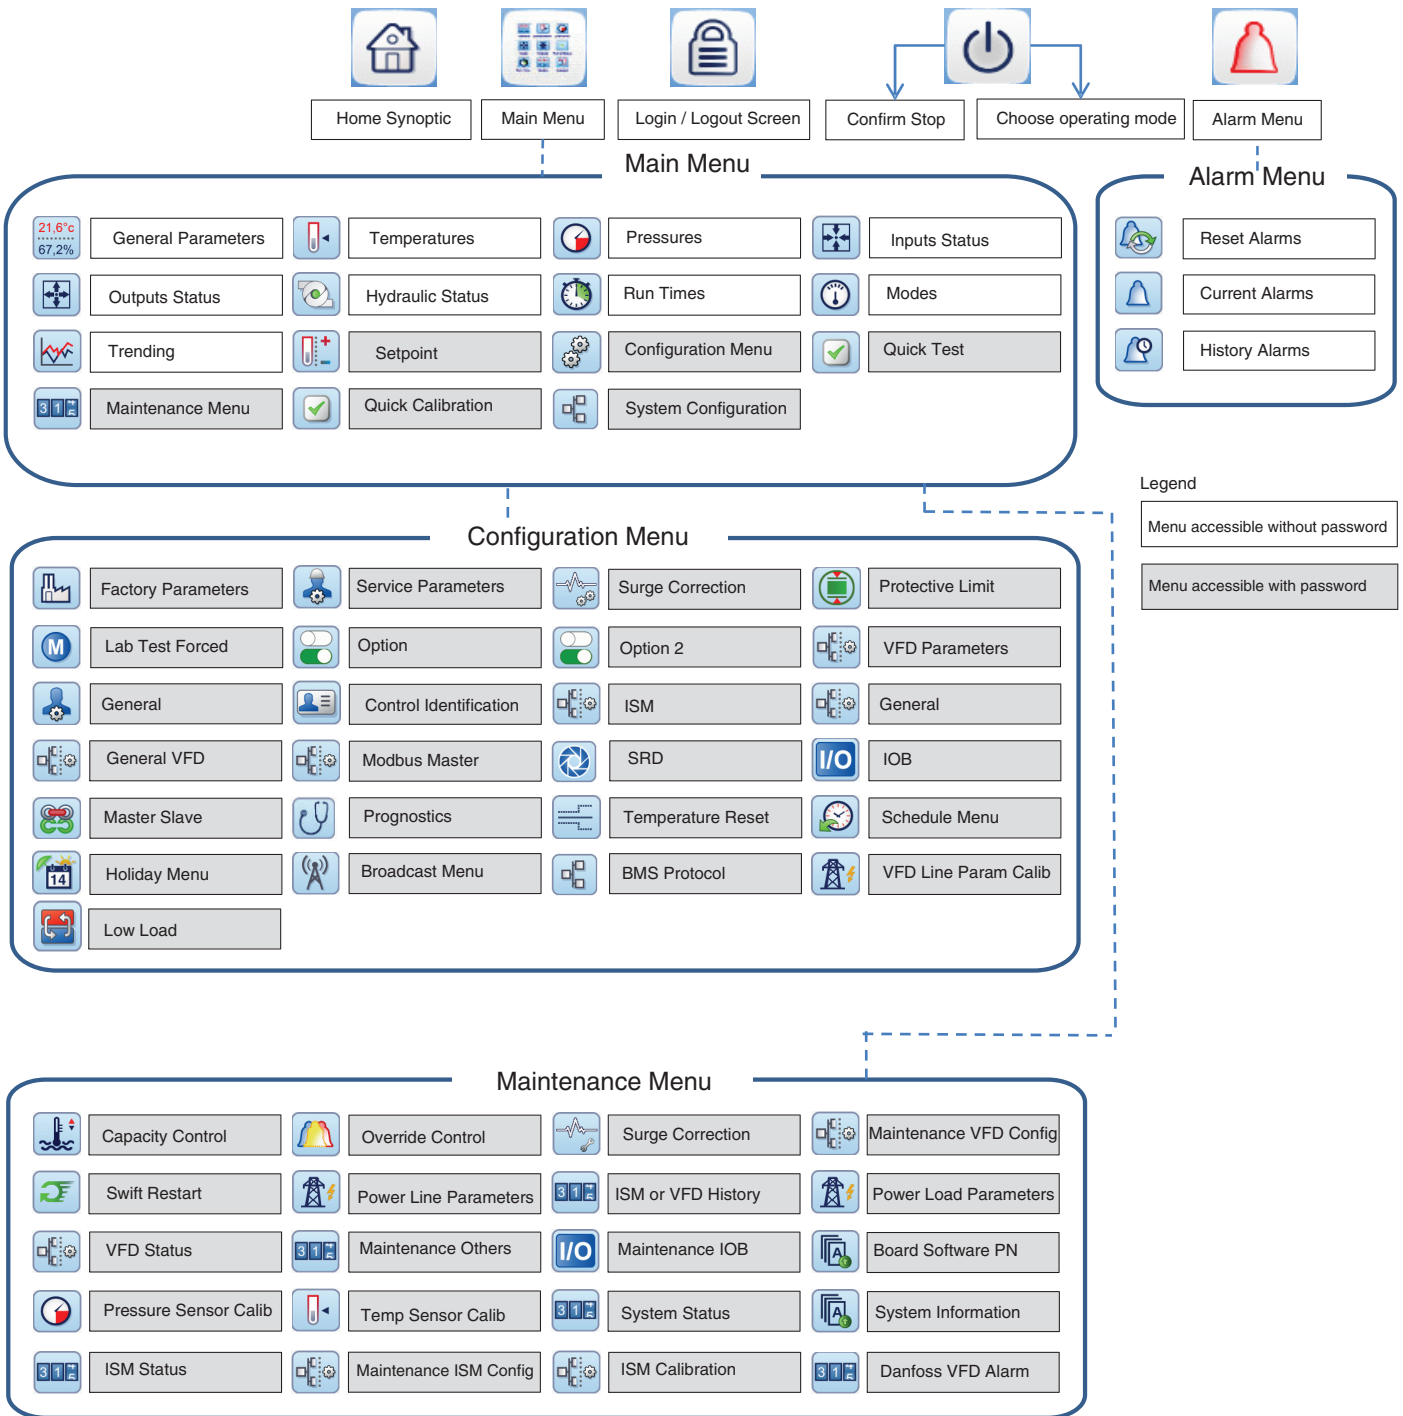 Home Synoptic
Main Menu
Login / Logout Screen
Confirm Stop
Choose operating mode
Alarm Menu
Main Menu
21,6°c
67,2%
General Parameters
Temperatures
Pressures
Inputs Status
Outputs Status
Hydraulic Status
Run Times
Modes
Trending
Setpoint
Configuration Menu
Quick Test
Maintenance Menu
Quick Calibration
System Configuration
Alarm Menu
Reset Alarms
Current Alarms
History Alarms
Legend
Menu accessible without password
Menu accessible with password
Configuration Menu
Factory Parameters
Service Parameters
Surge Correction
Protective Limit
M
Lab Test Forced
Option
Option 2
VFD Parameters
General
Control Identification
ISM
General
General VFD
Modbus Master
SRD
I/O
IOB
Master Slave
Prognostics
Temperature Reset
Schedule Menu
14
Holiday Menu
Broadcast Menu
BMS Protocol
VFD Line Param Calib
Low Load
Maintenance Menu
Capacity Control
Override Control
Surge Correction
Maintenance VFD Config
Swift Restart
Power Line Parameters
ISM or VFD History
Power Load Parameters
VFD Status
Maintenance Others
I/O
Maintenance IOB
A
Board Software PN
Pressure Sensor Calib
Temp Sensor Calib
System Status
A
System Information
ISM Status
Maintenance ISM Config
ISM Calibration
Danfoss VFD Alarm